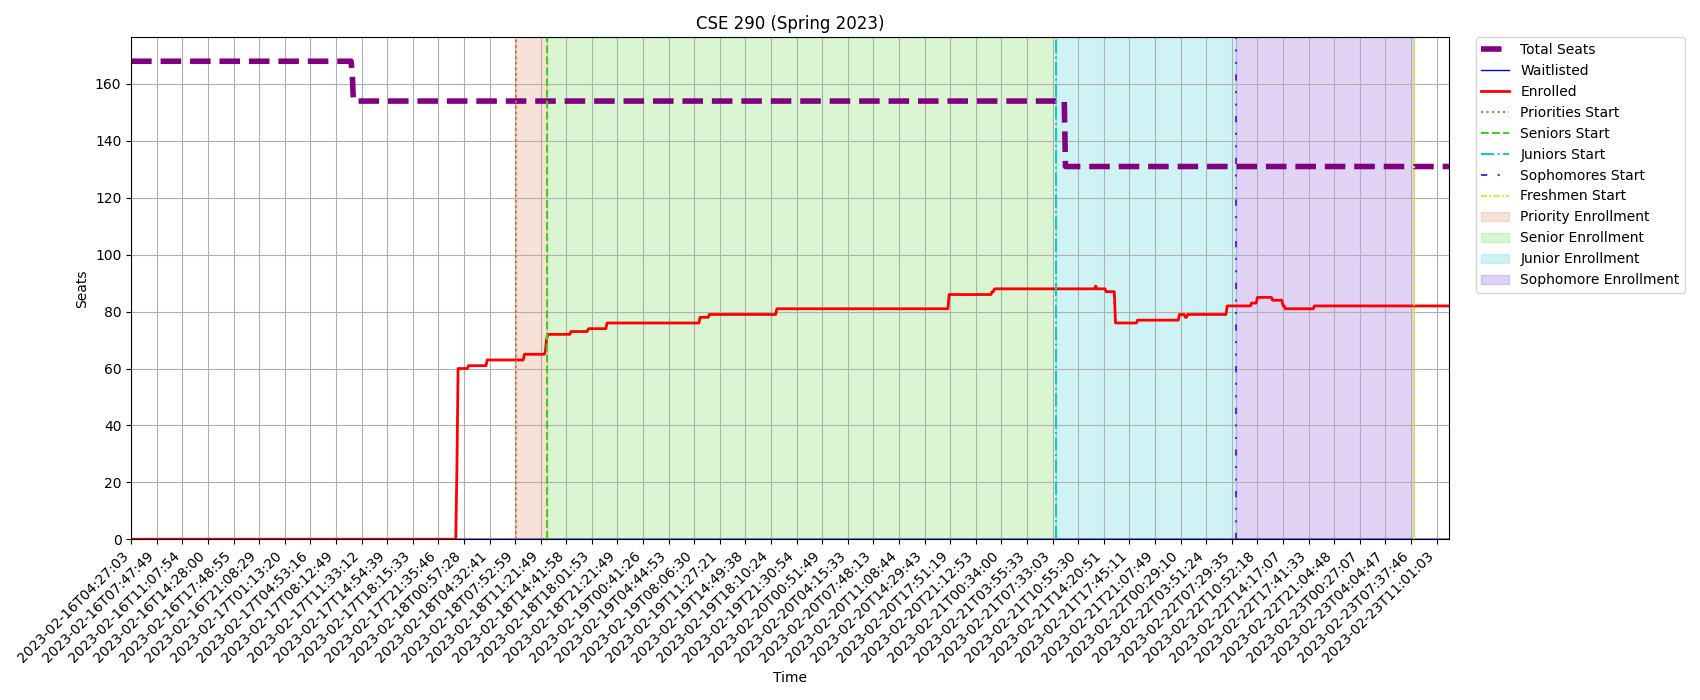 CSE 290 (Spring 2023)
Seats
160
140
120
100
80
60
40
20
0
2023-02-16T04:27:03
2023-02-16T07:47:49
2023-02-16T11:07:54
2023-02-16T14:28:00
2023-02-16T17:48:55
2023-02-16T21:08:29
2023-02-17T01:13:20
2023-02-17T04:53:16
2023-02-17T08:12:49
2023-02-17T11:33:12
2023-02-17T14:54:39
2023-02-17T18:15:33
2023-02-17T21:35:46
2023-02-18T00:57:28
2023-02-18T04:32:41
2023-02-18T07:52:59
2023-02-18T11:21:49
2023-02-18T14:41:58
2023-02-18T18:01:53
2023-02-18T21:21:49
2023-02-19T00:41:26
2023-02-19T04:44:53
2023-02-19T08:06:30
2023-02-19T11:27:21
2023-02-19T14:49:38
2023-02-19T18:10:24
2023-02-19T21:30:54
2023-02-20T00:51:49
2023-02-20T04:15:33
2023-02-20T07:48:13
2023-02-20T11:08:44
2023-02-20T14:29:43
2023-02-20T17:51:19
2023-02-20T21:12:53
2023-02-21T00:34:00
2023-02-21T03:55:33
2023-02-21T07:33:03
2023-02-21T10:55:30
2023-02-21T14:20:51
2023-02-21T17:45:11
2023-02-21T21:07:49
2023-02-22T00:29:10
2023-02-22T03:51:24
2023-02-22T07:29:35
2023-02-22T10:52:18
2023-02-22T14:17:07
2023-02-22T17:41:33
2023-02-22T21:04:48
2023-02-23T00:27:07
2023-02-23T04:04:47
2023-02-23T07:37:46
2023-02-23T11:01:03
Time
Total Seats
Waitlisted
Enrolled
Priorities Start
Seniors Start
Juniors Start
Sophomores Start
Freshmen Start
Priority Enrollment
Senior Enrollment
Junior Enrollment
Sophomore Enrollment